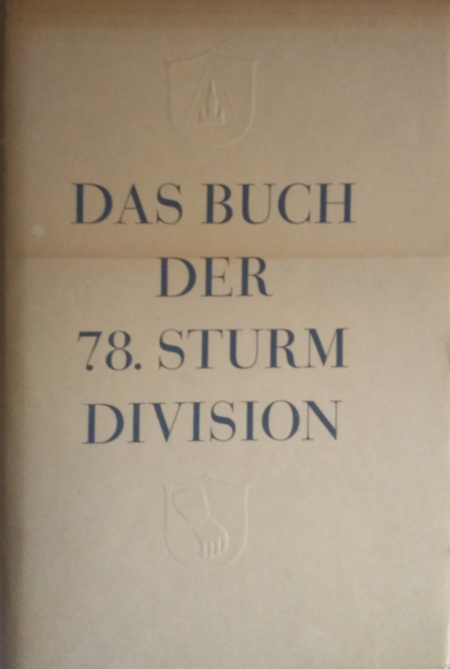 DAS BUCH
DER
78. STURM
DIVISION